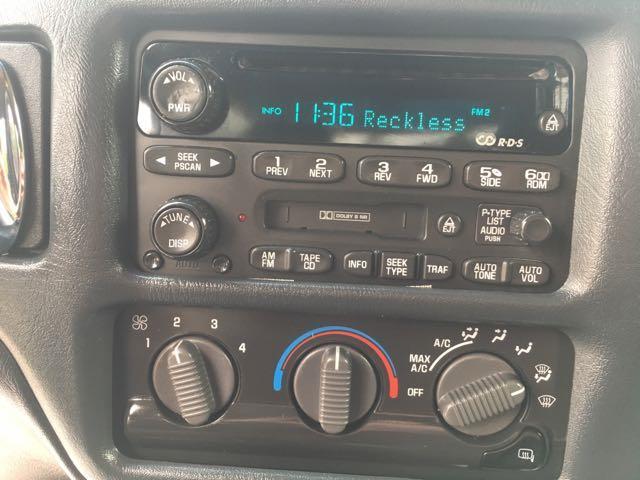 VOL
PWR
INFO 11:36 Reckless FM2
EJT
CD R·D·S
SEEK
PSCAN
1 PREV 2 NEXT 3 REV 4 FWD 5 SIDE 6 RDM
TUNE
DISP
DOLBY B NR
EJT
P-TYPE
LIST
AUDIO
PUSH
AUTO
AM FM TAPE CD INFO SEEK TYPE TRAF AUTO TONE AUTO VOL
1 2 3 4
A/C
MAX A/C
OFF